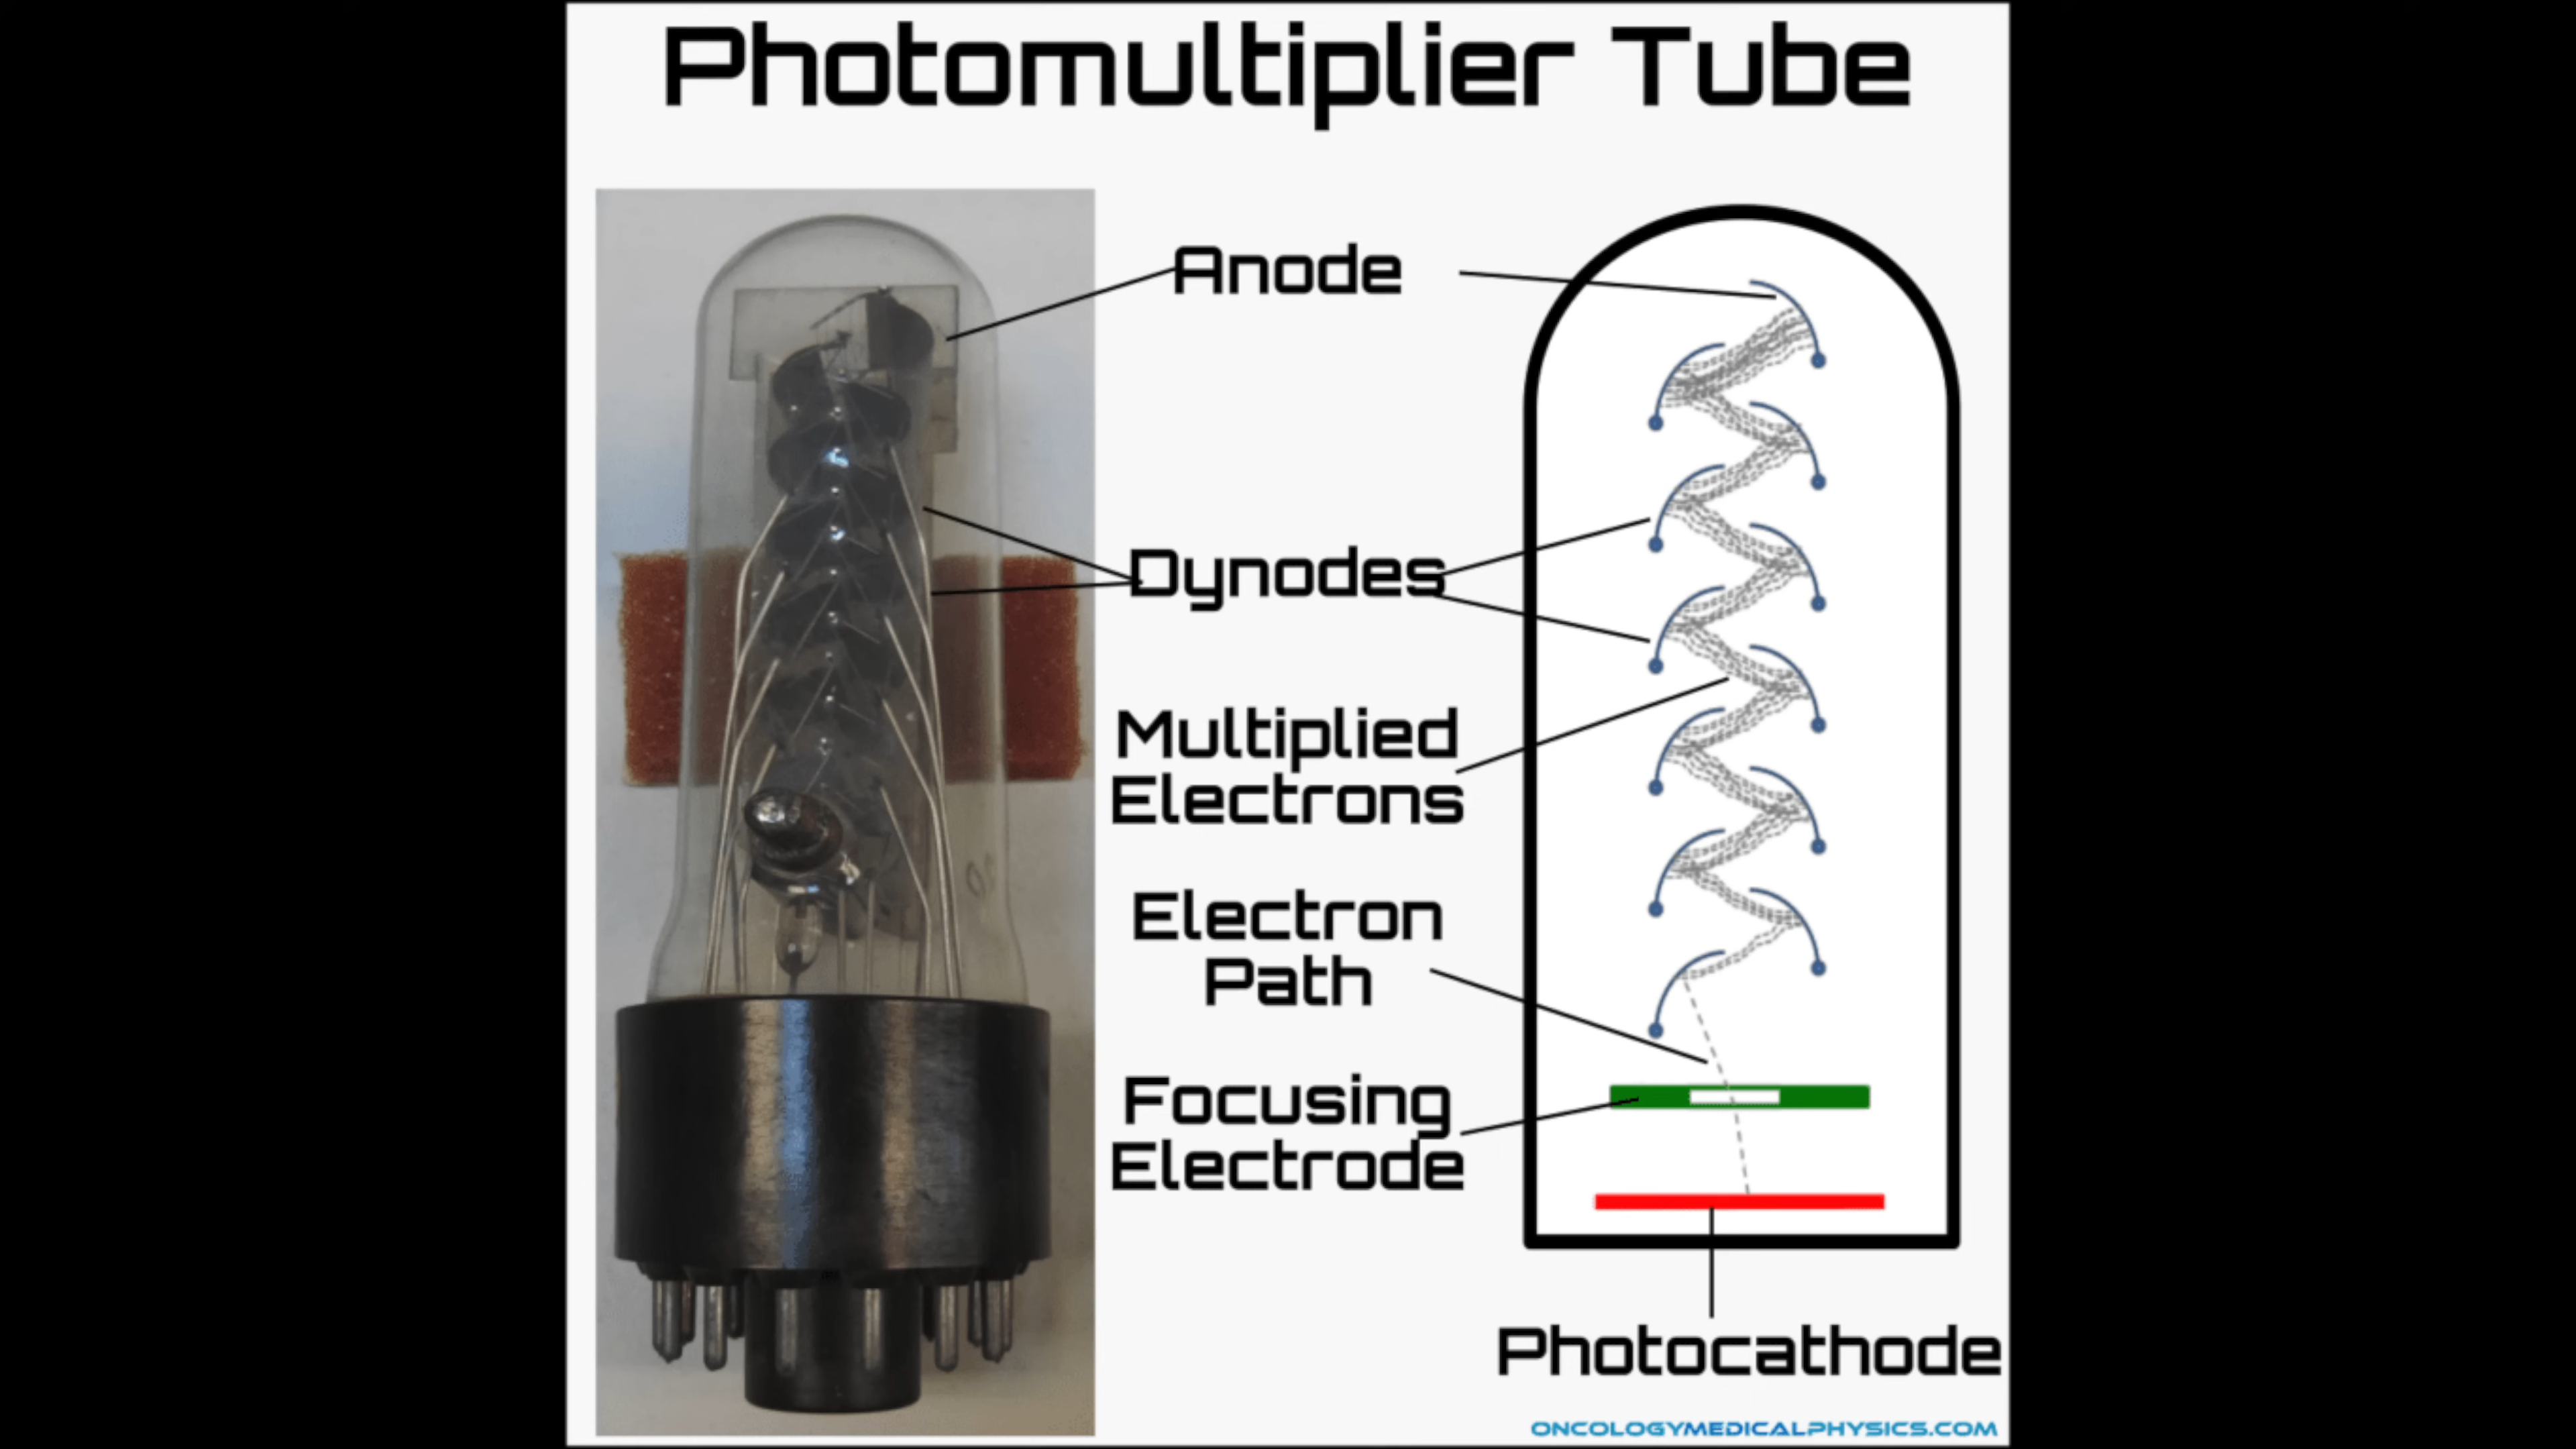 Photomultiplier Tube
Anode
Dynodes
Multiplied
Electrons
Electron
Path
Focusing
Electrode
Photocathode
ONCOLOGYMEDICALPHYSICS.COM